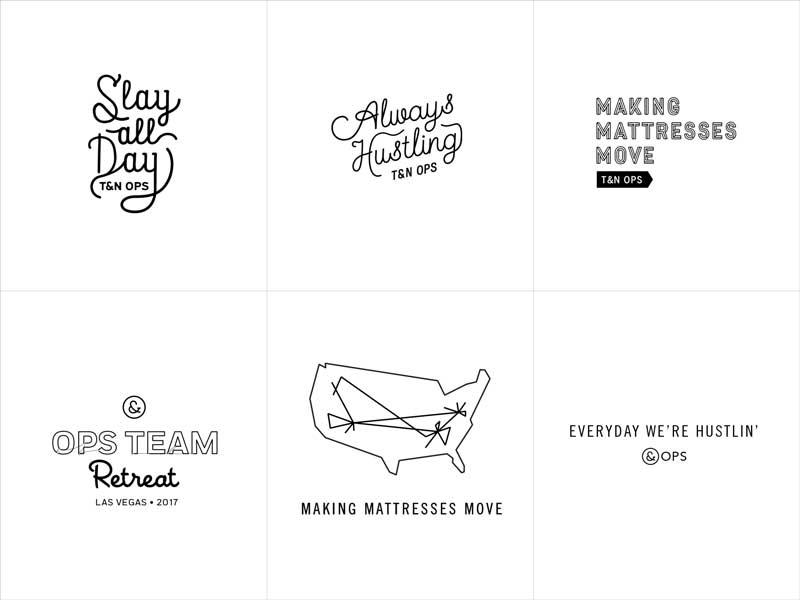 Slay
all
Day
T&N OPS
Always
Hustling
T&N OPS
MAKING
MATTRESSES
MOVE
T&N OPS
&
OPS TEAM
Retreat
LAS VEGAS • 2017
MAKING MATTRESSES MOVE
EVERYDAY WE'RE HUSTLIN'
& OPS